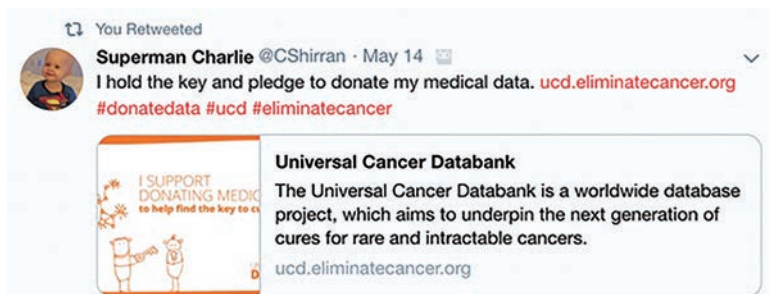 You Retweeted
Superman Charlie @CShirran · May 14
I hold the key and pledge to donate my medical data. ucd.eliminatecancer.org
#donatedata #ucd #eliminatecancer
I SUPPORT
DONATING MEDIC
to help find the key to cu
D
Universal Cancer Databank
The Universal Cancer Databank is a worldwide database
project, which aims to underpin the next generation of
cures for rare and intractable cancers.
ucd.eliminatecancer.org